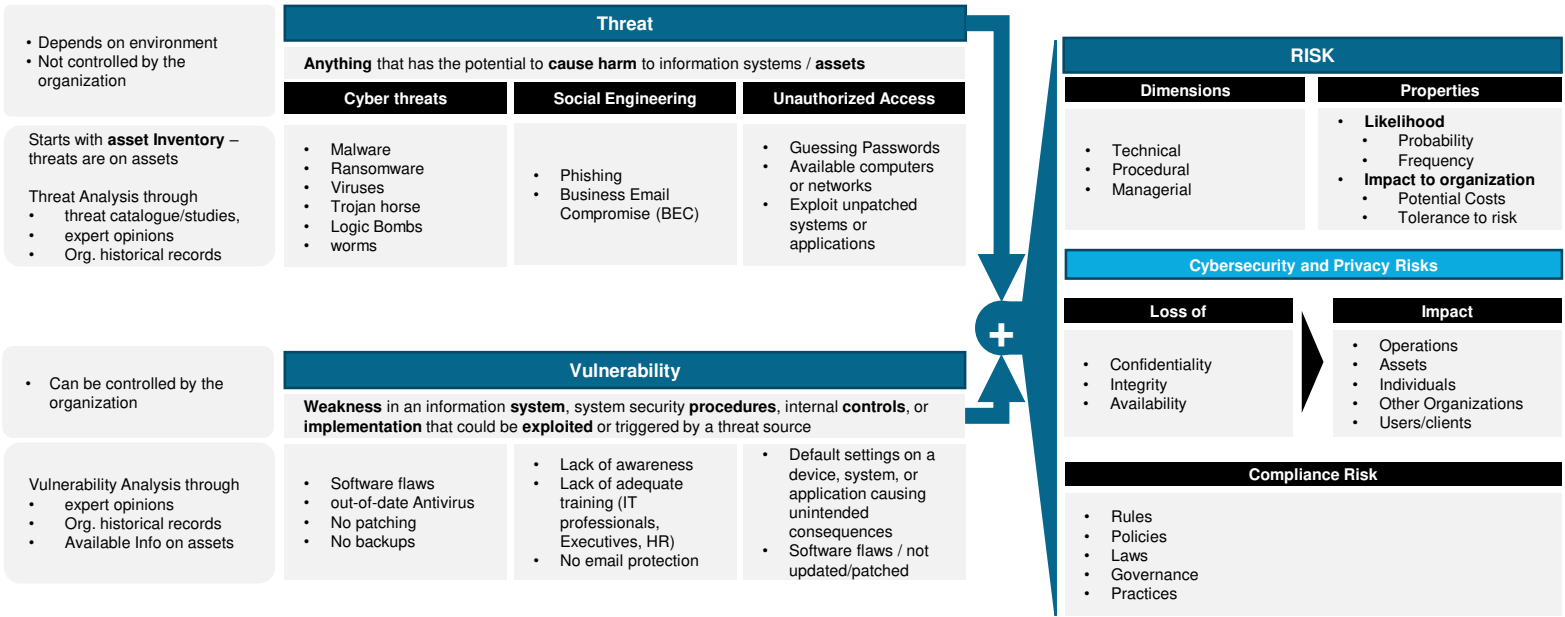 • Depends on environment
• Not controlled by the
organization
Starts with asset Inventory –
threats are on assets
Threat Analysis through
• threat catalogue/studies,
• expert opinions
• Org. historical records
Threat
Anything that has the potential to cause harm to information systems / assets
Cyber threats
• Malware
• Ransomware
• Viruses
• Trojan horse
• Logic Bombs
• worms
Social Engineering
• Phishing
• Business Email
Compromise (BEC)
Unauthorized Access
• Guessing Passwords
• Available computers
or networks
• Exploit unpatched
systems or
applications
• Can be controlled by the
organization
Vulnerability Analysis through
• expert opinions
• Org. historical records
• Available Info on assets
Vulnerability
Weakness in an information system, system security procedures, internal controls, or
implementation that could be exploited or triggered by a threat source
• Software flaws
• out-of-date Antivirus
• No patching
• No backups
• Lack of awareness
• Lack of adequate
training (IT
professionals,
Executives, HR)
• No email protection
• Default settings on a
device, system, or
application causing
unintended
consequences
• Software flaws / not
updated/patched
+
RISK
Dimensions
• Technical
• Procedural
• Managerial
Properties
• Likelihood
• Probability
• Frequency
• Impact to organization
• Potential Costs
• Tolerance to risk
Cybersecurity and Privacy Risks
Loss of
• Confidentiality
• Integrity
• Availability
Impact
• Operations
• Assets
• Individuals
• Other Organizations
• Users/clients
Compliance Risk
• Rules
• Policies
• Laws
• Governance
• Practices